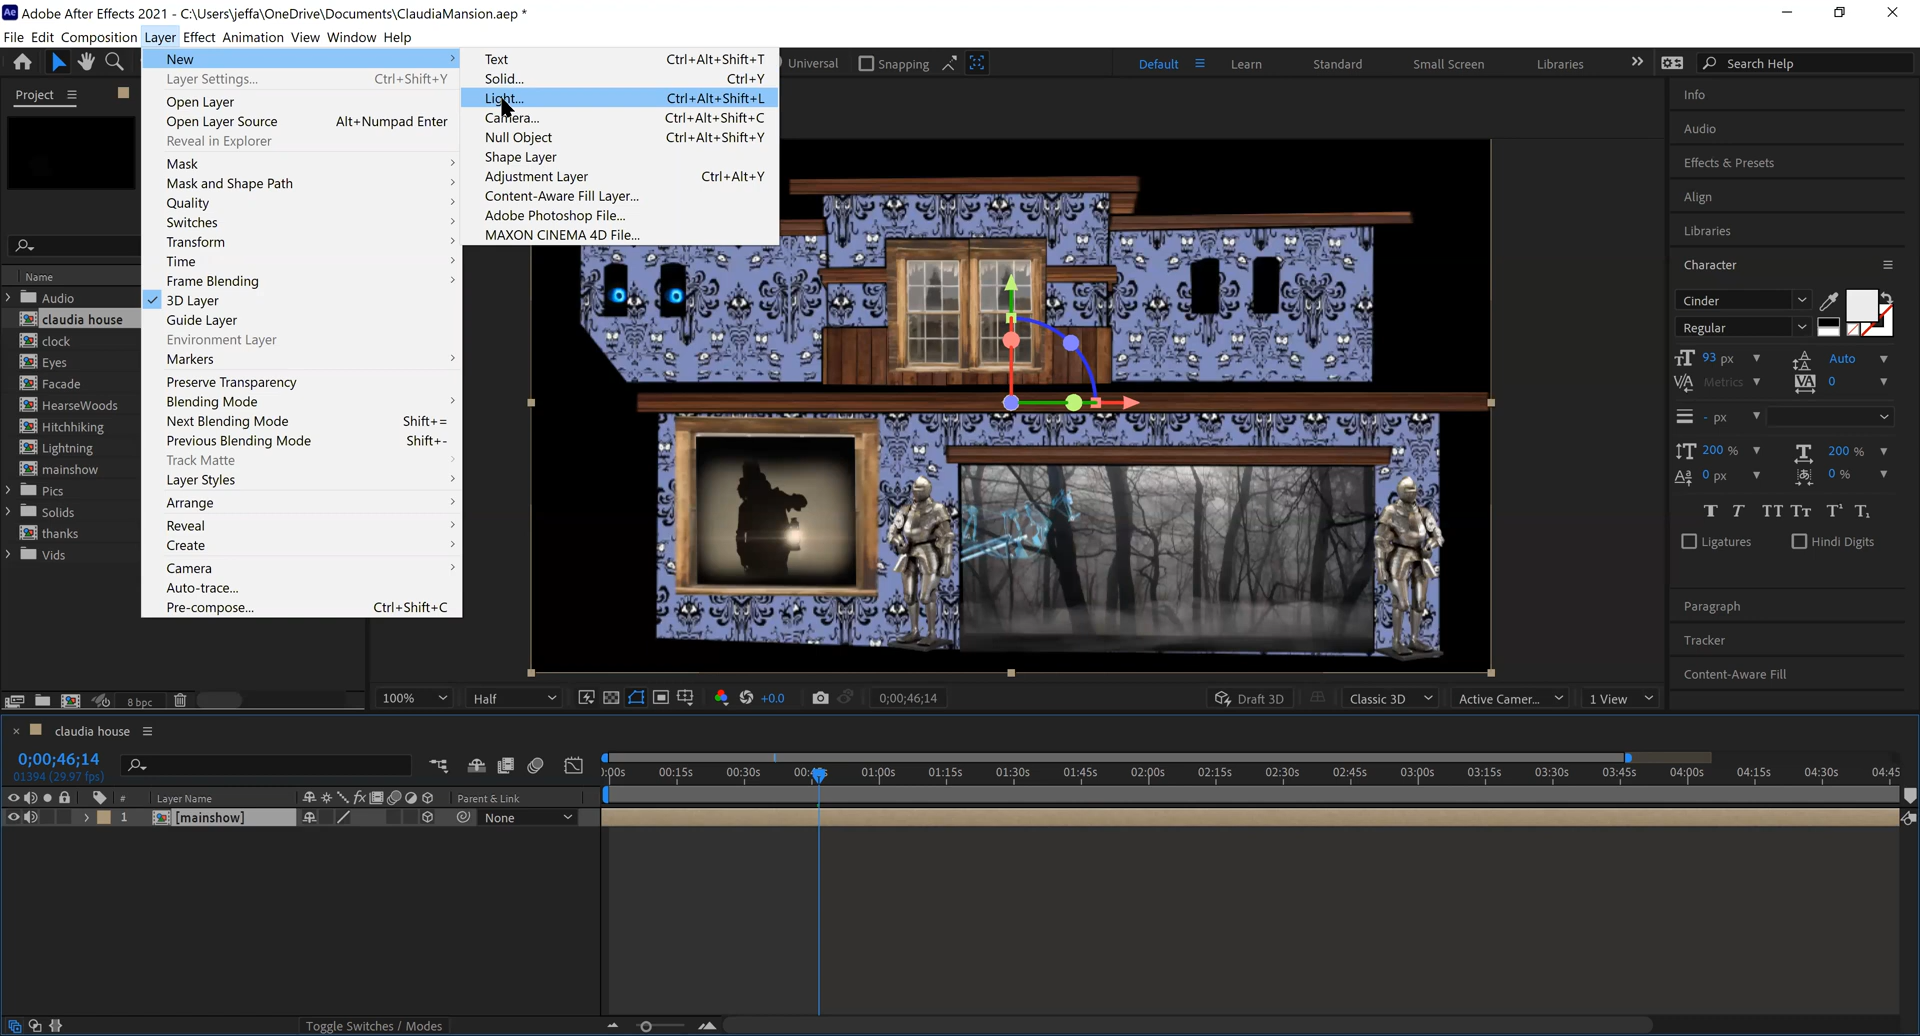 Ae Adobe After Effects 2021 - C:\Users\jeffa\OneDrive\Documents\ClaudiaMansion.aep *
File Edit Composition Layer Effect Animation View Window Help
Universal Snapping Default Learn Standard Small Screen Libraries Search Help
New
Layer Settings... Ctrl+Shift+Y
Open Layer
Open Layer Source Alt+Numpad Enter
Reveal in Explorer
Mask
Mask and Shape Path
Quality
Switches
Transform
Time
Frame Blending
3D Layer
Guide Layer
Environment Layer
Markers
Preserve Transparency
Blending Mode
Next Blending Mode Shift+=
Previous Blending Mode Shift+-
Track Matte
Layer Styles
Arrange
Reveal
Create
Camera
Auto-trace...
Pre-compose... Ctrl+Shift+C
Text Ctrl+Alt+Shift+T
Solid... Ctrl+Y
Light... Ctrl+Alt+Shift+L
Camera... Ctrl+Alt+Shift+C
Null Object Ctrl+Alt+Shift+Y
Shape Layer
Adjustment Layer Ctrl+Alt+Y
Content-Aware Fill Layer...
Adobe Photoshop File...
MAXON CINEMA 4D File...
Project
Name
Audio
claudia house
clock
Eyes
Facade
HearseWoods
Hitchhiking
Lightning
mainshow
Pics
Solids
thanks
Vids
8 bpc
100% Half +0.0 0;00;46;14 Draft 3D Classic 3D Active Camer... 1 View
Info
Audio
Effects & Presets
Align
Libraries
Character
Cinder
Regular
93 px Auto
Metrics 0
- px
200 % 200 %
0 px 0 %
Ligatures Hindi Digits
Paragraph
Tracker
Content-Aware Fill
claudia house
0;00;46;14
01394 (29.97 fps)
:00s 00:15s 00:30s 01:00s 01:15s 01:30s 01:45s 02:00s 02:15s 02:30s 02:45s 03:00s 03:15s 03:30s 03:45s 04:00s 04:15s 04:30s 04:45
# Layer Name Parent & Link
1 [mainshow] None
Toggle Switches / Modes